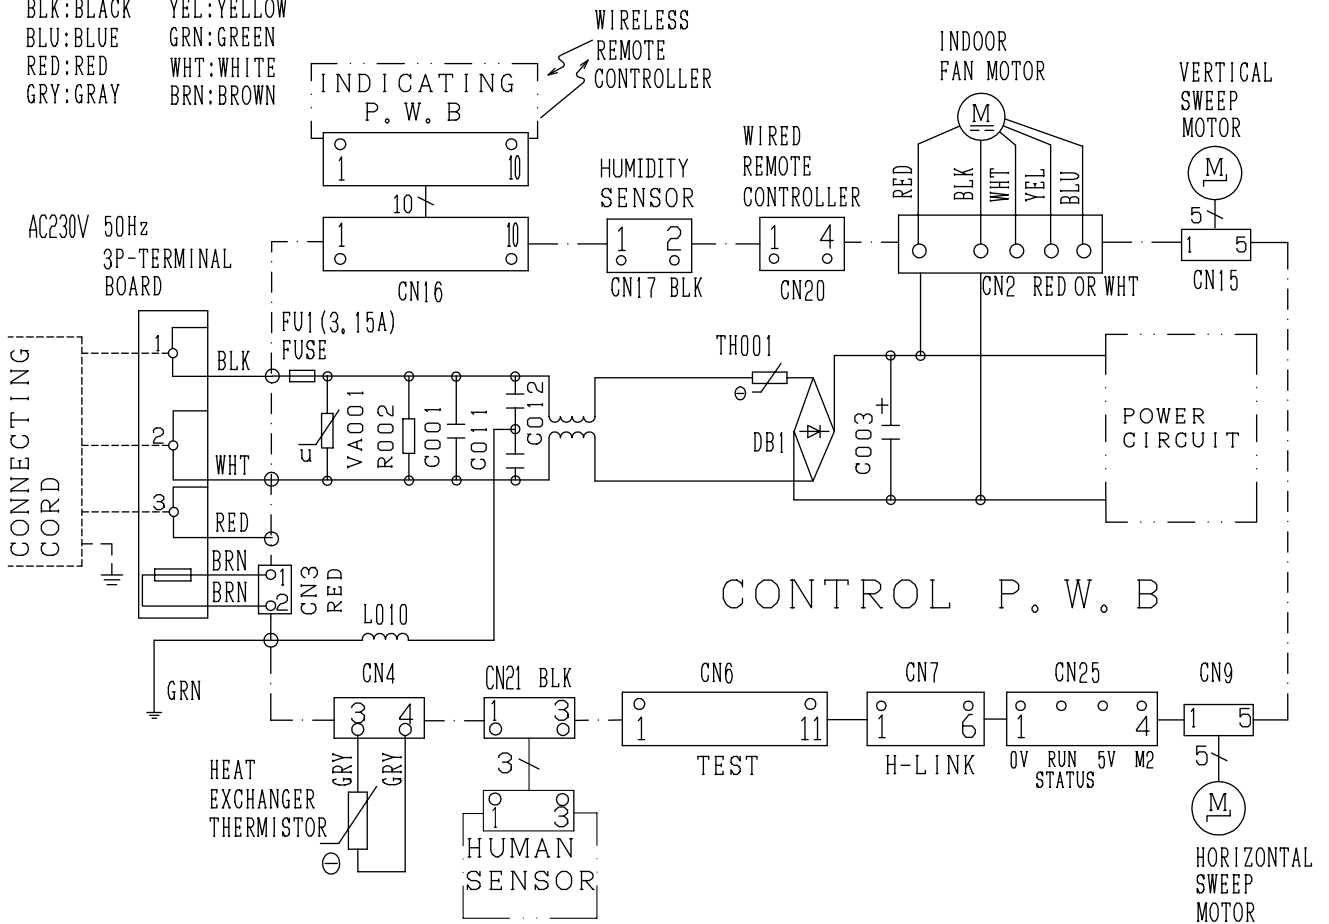 BLK:BLACK YEL:YELLOW
BLU:BLUE GRN:GREEN
RED:RED WHT:WHITE
GRY:GRAY BRN:BROWN
WIRELESS
REMOTE
CONTROLLER
INDICATING
P. W. B
1 10
10
1 10
CN16
HUMIDITY
SENSOR
1 2
CN17 BLK
WIRED
REMOTE
CONTROLLER
1 4
CN20
INDOOR
FAN MOTOR
M
RED BLK WHT YEL BLU
CN2 RED OR WHT
VERTICAL
SWEEP
MOTOR
M
5
1 5
CN15
AC230V 50Hz
3P-TERMINAL
BOARD
CONNECTING
CORD
1
BLK
2
WHT
3
RED
BRN
BRN
1
2
CN3
RED
FU1(3.15A)
FUSE
u
VA001
R002
C001
C011
C012
TH001
DB1
+
C003
POWER
CIRCUIT
CONTROL P. W. B
L010
GRN
CN4
3 4
GRY GRY
HEAT
EXCHANGER
THERMISTOR
CN21 BLK
1 3
3
1 3
HUMAN
SENSOR
CN6
1 11
TEST
CN7
1 6
H-LINK
CN25
1 4
0V RUN 5V M2
STATUS
CN9
1 5
5
M
HORIZONTAL
SWEEP
MOTOR